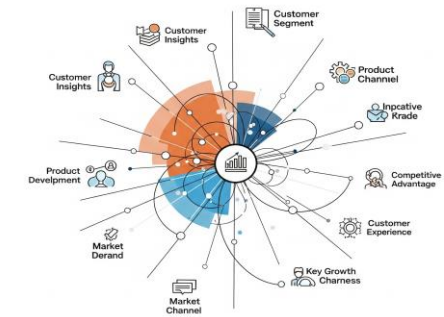 Customer
Segment
Customer
Insights
Product
Channel
Customer
Insights
Inpcative
Krade
Product
Develpment
Competitive
Advantage
Customer
Experience
Market
Derand
Key Growth
Charness
Market
Channel